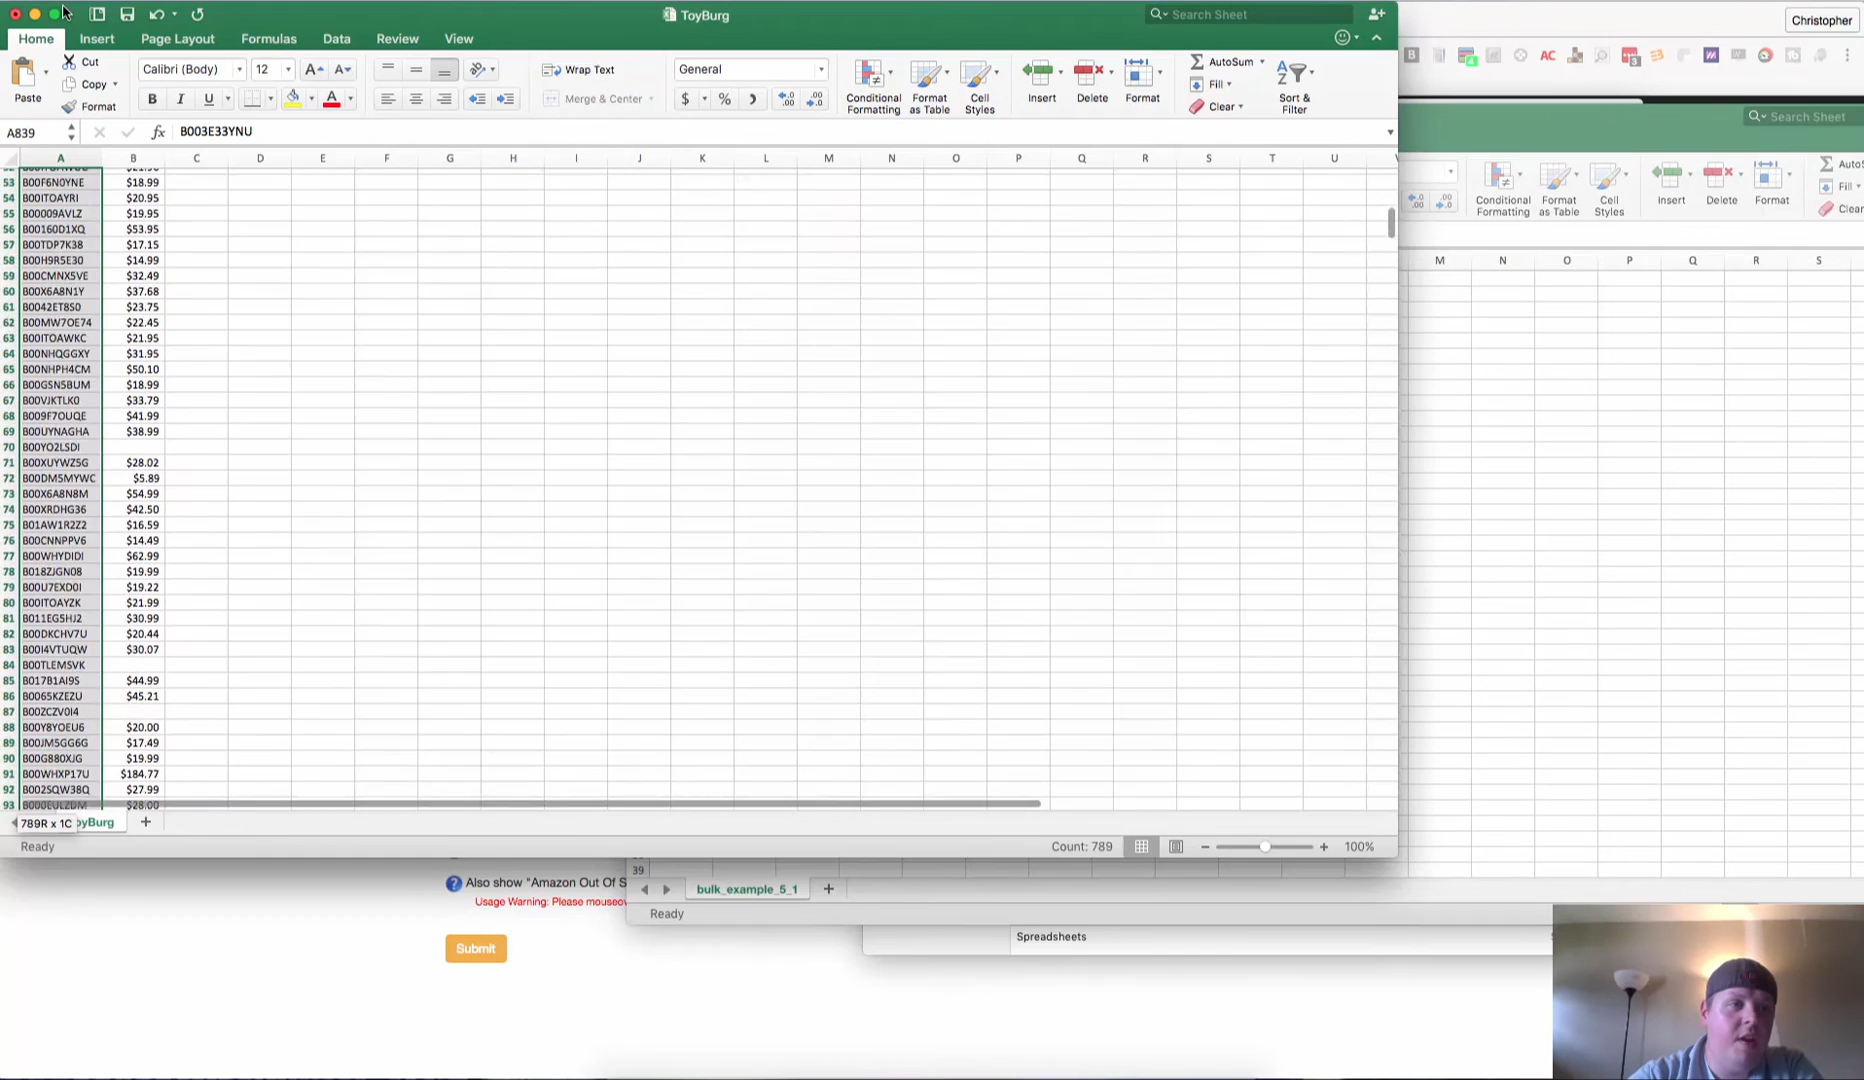 ToyBurg
Search Sheet
Christopher
Home Insert Page Layout Formulas Data Review View
Paste
Cut
Copy
Format
Calibri (Body) 12
Wrap Text
Merge & Center
General
Conditional Formatting
Format as Table
Cell Styles
Insert
Delete
Format
AutoSum
Fill
Clear
Sort & Filter
AC
3
Search Sheet
Conditional Formatting
Format as Table
Cell Styles
Insert
Delete
Format
AutoS
Fill
Clear
A839 fx B003E33YNU
A B C D E F G H I J K L M N O P Q R S T U
M N O P Q R S
53 B00F6N0YNE $18.99
54 B00ITOAYRI $20.95
55 B00009AVLZ $19.95
56 B00160D1XQ $53.95
57 B00TDP7K38 $17.15
58 B00H9R5E30 $14.99
59 B00CMNX5VE $32.49
60 B00X6A8N1Y $37.68
61 B0042ET8S0 $23.75
62 B00MW7OE74 $22.45
63 B00ITOAWKC $21.95
64 B00NHQGGXY $31.95
65 B00NHPH4CM $50.10
66 B00GSN5BUM $18.99
67 B00VJKTLK0 $33.79
68 B009F7OUQE $41.99
69 B00UYNAGHA $38.99
70 B00YO2LSDI
71 B00XUYWZ5G $28.02
72 B00DM5MYWC $5.89
73 B00X6A8N8M $54.99
74 B00XRDHG36 $42.50
75 B01AW1R2Z2 $16.59
76 B00CNNPPV6 $14.49
77 B00WHYDIDI $62.99
78 B018ZJGN08 $19.99
79 B00U7EXD0I $19.22
80 B00ITOAYZK $21.99
81 B011EG5HJ2 $30.99
82 B00DKCHV7U $20.44
83 B00I4VTUQW $30.07
84 B00TLEMSVK
85 B017B1AI9S $44.99
86 B0065KZEZU $45.21
87 B00ZCZV0I4
88 B00Y8YOEU6 $20.00
89 B00JM5GG6G $17.49
90 B00G880XJG $19.99
91 B00WHXP17U $184.77
92 B002SQW38Q $27.99
93 B000EULZDM $28.00
789R x 1C oyBurg
Ready Count: 789 100%
39
Also show "Amazon Out Of S
Usage Warning: Please mouseov
bulk_example_5_1
Ready
Spreadsheets
Submit